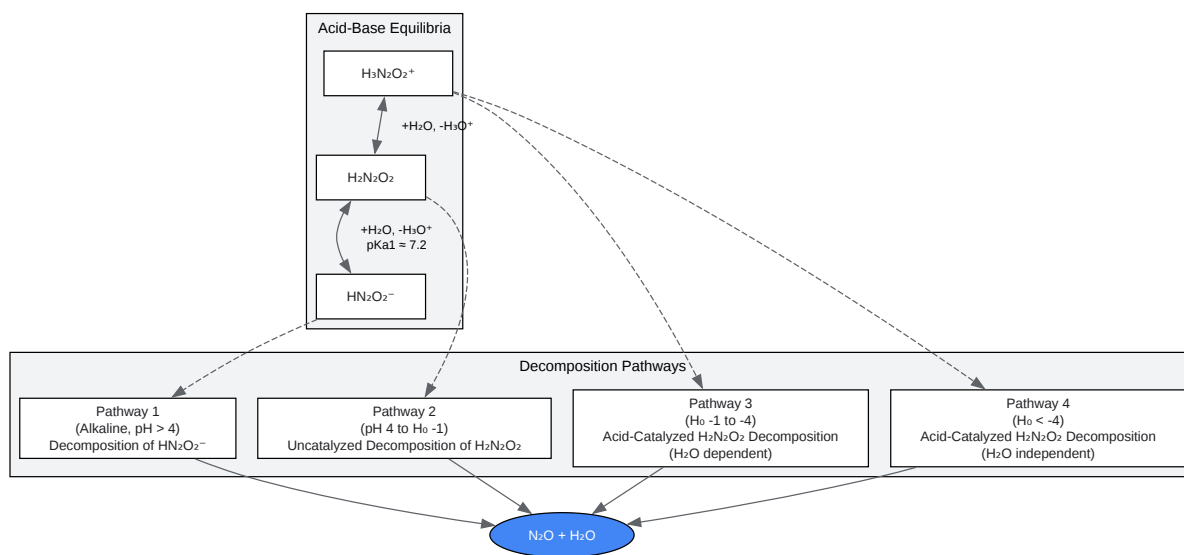 Acid-Base Equilibria
H₃N₂O₂⁺
+H₂O, -H₃O⁺
H₂N₂O₂
+H₂O, -H₃O⁺
pKa1 ≈ 7.2
HN₂O₂⁻
Decomposition Pathways
Pathway 1
(Alkaline, pH > 4)
Decomposition of HN₂O₂⁻
Pathway 2
(pH 4 to H₀ -1)
Uncatalyzed Decomposition of H₂N₂O₂
Pathway 3
(H₀ -1 to -4)
Acid-Catalyzed H₂N₂O₂ Decomposition
(H₂O dependent)
Pathway 4
(H₀ < -4)
Acid-Catalyzed H₂N₂O₂ Decomposition
(H₂O independent)
N₂O + H₂O